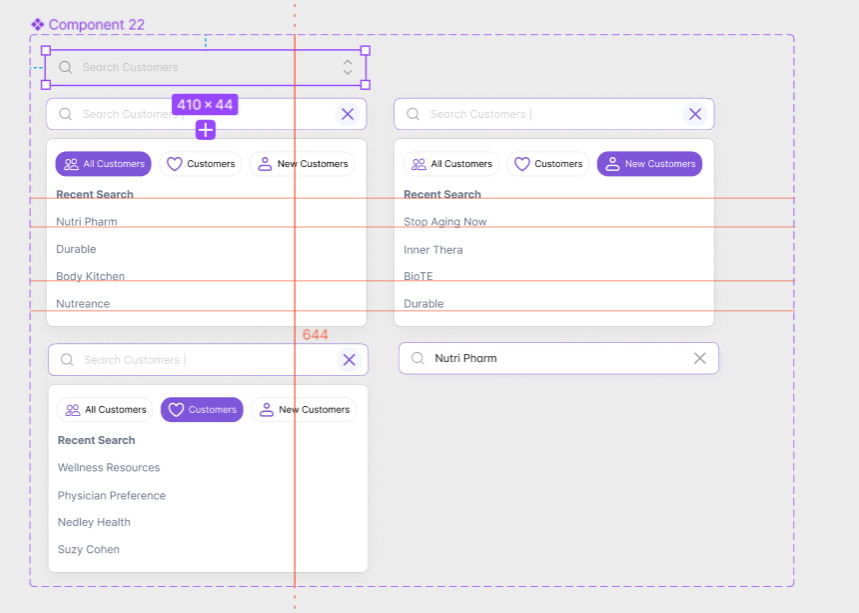 Component 22
Search Customers
410 × 44
Search Customers |
Search Customers |
All Customers Customers New Customers
Recent Search
Nutri Pharm
Durable
Body Kitchen
Nutreance
All Customers Customers New Customers
Recent Search
Stop Aging Now
Inner Thera
BioTE
Durable
644
Search Customers |
Nutri Pharm
All Customers Customers New Customers
Recent Search
Wellness Resources
Physician Preference
Nedley Health
Suzy Cohen